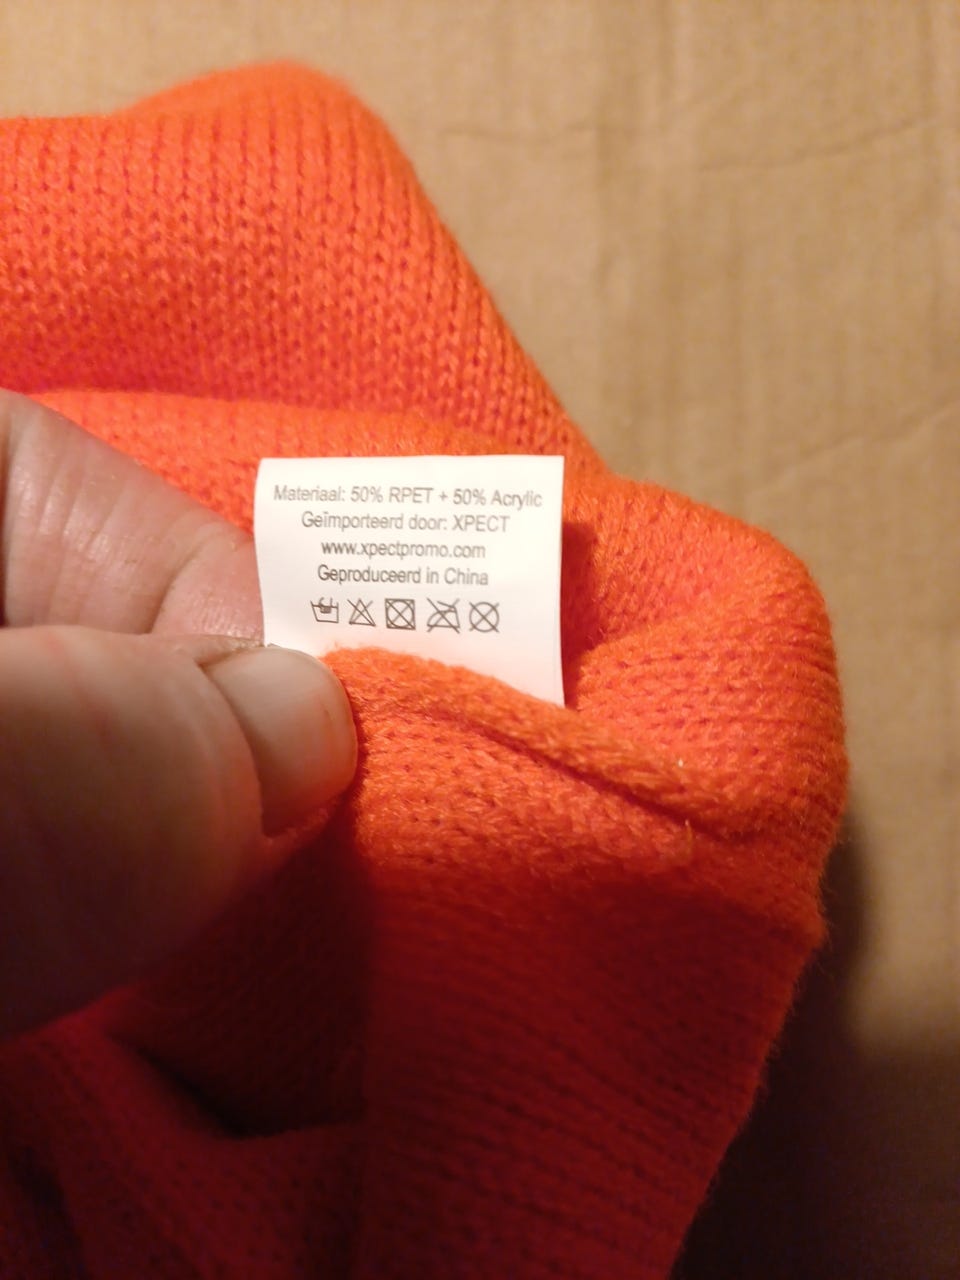 Materiaal: 50% RPET + 50% Acrylic
Geïmporteerd door: XPECT
www.xpectpromo.com
Geproduceerd in China